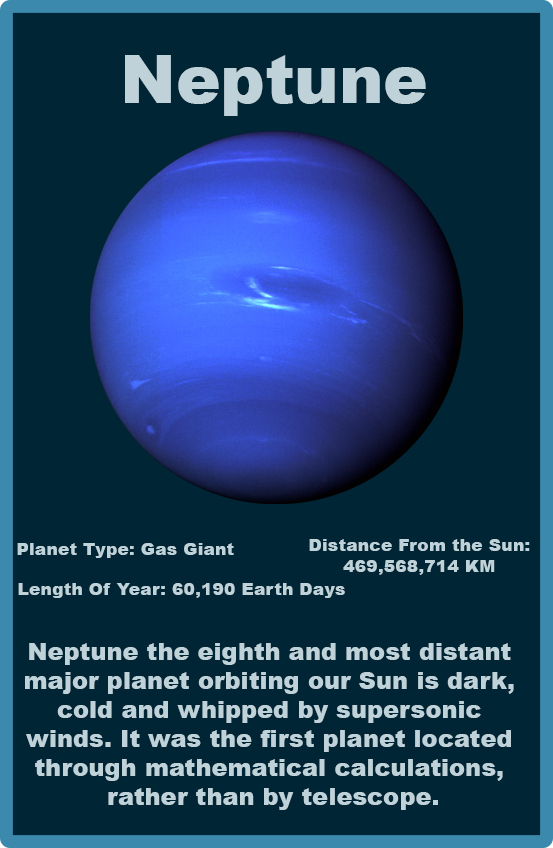 Neptune
Planet Type: Gas Giant
Distance From the Sun:
469,568,714 KM
Length Of Year: 60,190 Earth Days
Neptune the eighth and most distant
major planet orbiting our Sun is dark,
cold and whipped by supersonic
winds. It was the first planet located
through mathematical calculations,
rather than by telescope.